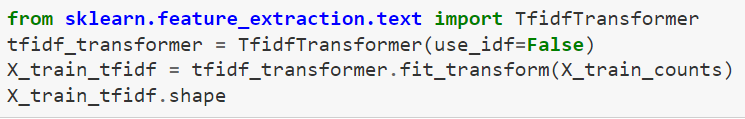 from sklearn.feature_extraction.text import TfidfTransformer
tfidf_transformer = TfidfTransformer(use_idf=False)
X_train_tfidf = tfidf_transformer.fit_transform(X_train_counts)
X_train_tfidf.shape